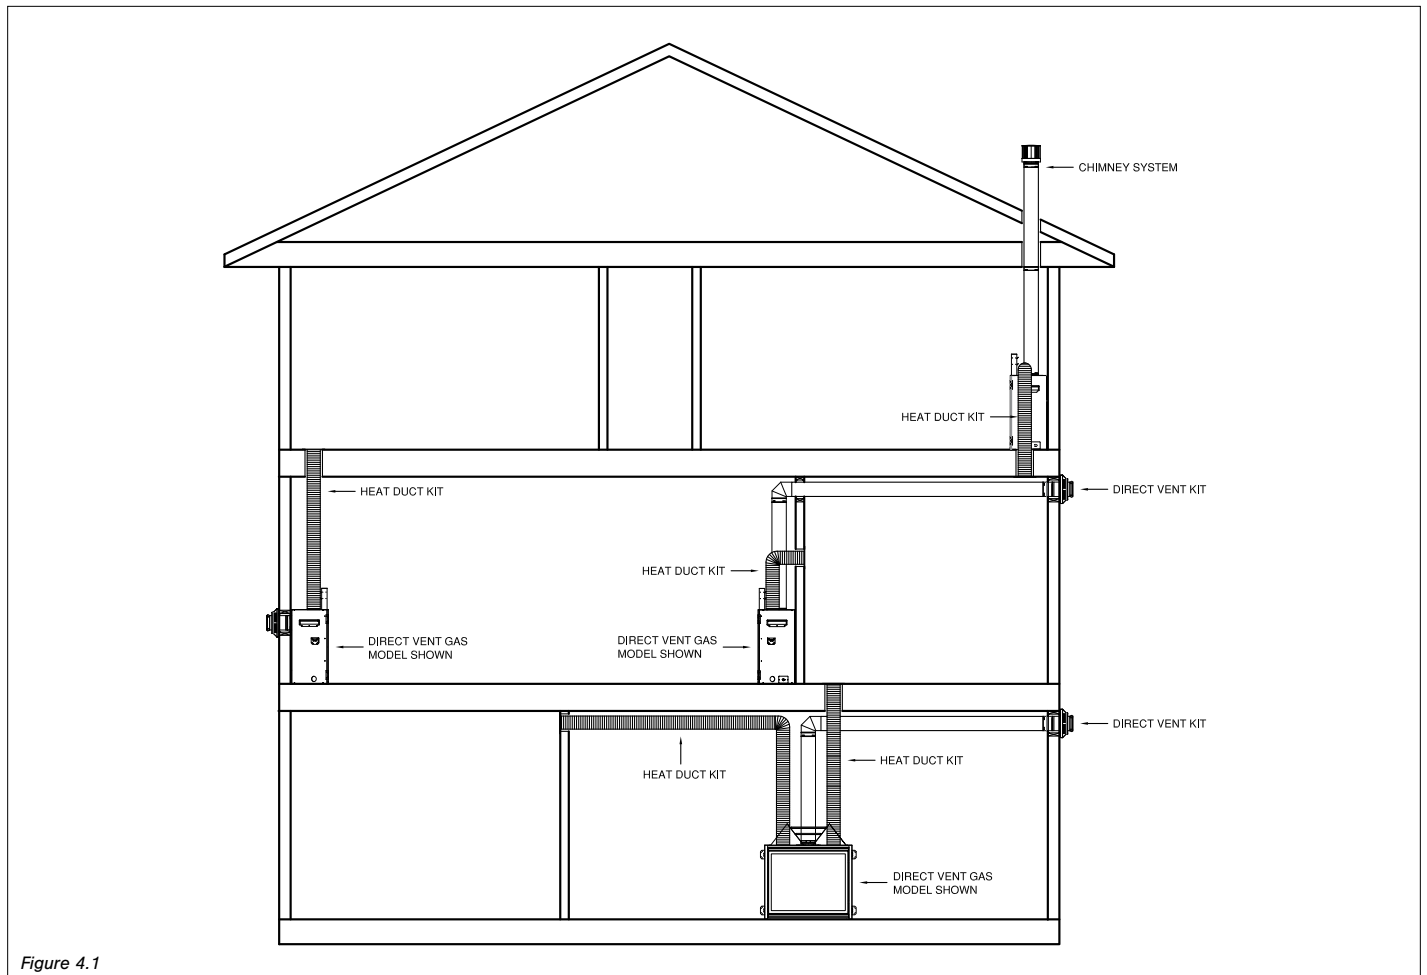 CHIMNEY SYSTEM
HEAT DUCT KIT
HEAT DUCT KIT
DIRECT VENT KIT
HEAT DUCT KIT
DIRECT VENT GAS
MODEL SHOWN
DIRECT VENT GAS
MODEL SHOWN
DIRECT VENT KIT
HEAT DUCT KIT
HEAT DUCT KIT
DIRECT VENT GAS
MODEL SHOWN
Figure 4.1